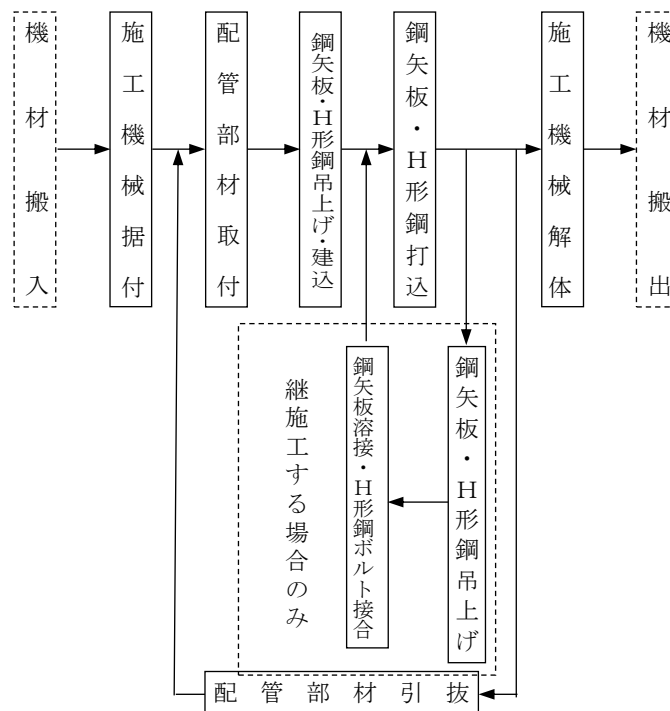 機材搬入
施工機械据付
配管部材取付
鋼矢板・H形鋼吊上げ・建込
鋼矢板・H形鋼打込
施工機械解体
機材搬出
継施工する場合のみ
鋼矢板溶接・H形鋼ボルト接合
鋼矢板・H形鋼吊上げ
配管部材引抜